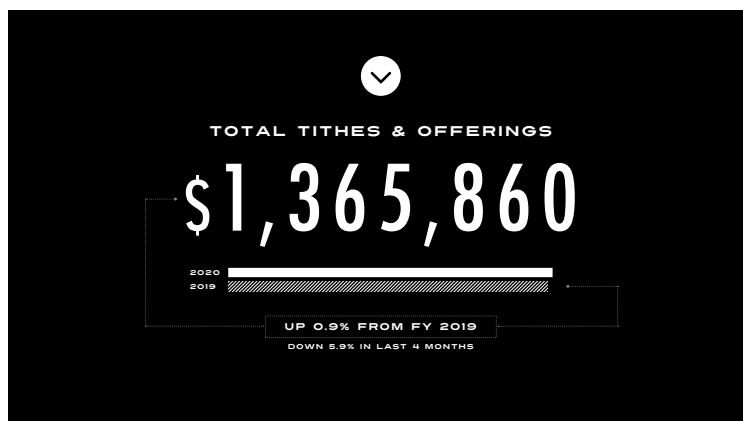 TOTAL TITHES & OFFERINGS
$1,365,860
2020
2019
UP 0.9% FROM FY 2019
DOWN 5.9% IN LAST 4 MONTHS